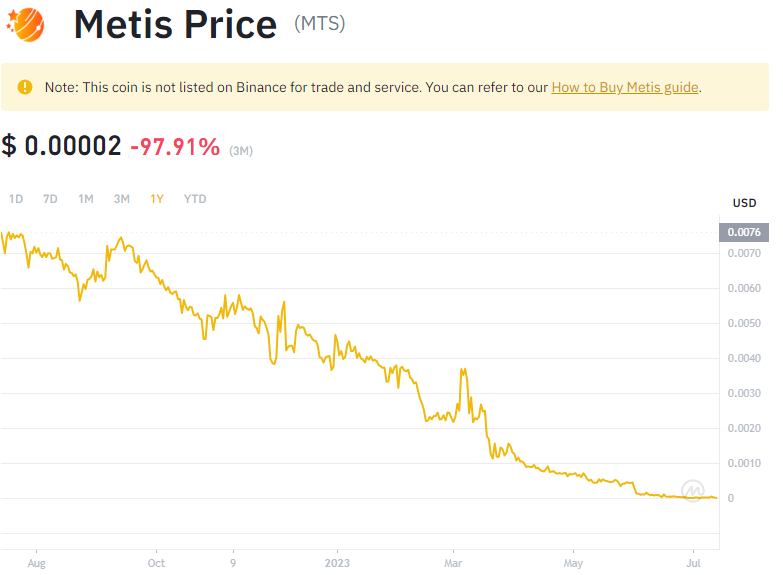 Metis Price (MTS)
Note: This coin is not listed on Binance for trade and service. You can refer to our How to Buy Metis guide.
$ 0.00002 -97.91% (3M)
1D 7D 1M 3M 1Y YTD
USD
0.0076
0.0070
0.0060
0.0050
0.0040
0.0030
0.0020
0.0010
0
Aug Oct 9 2023 Mar May Jul